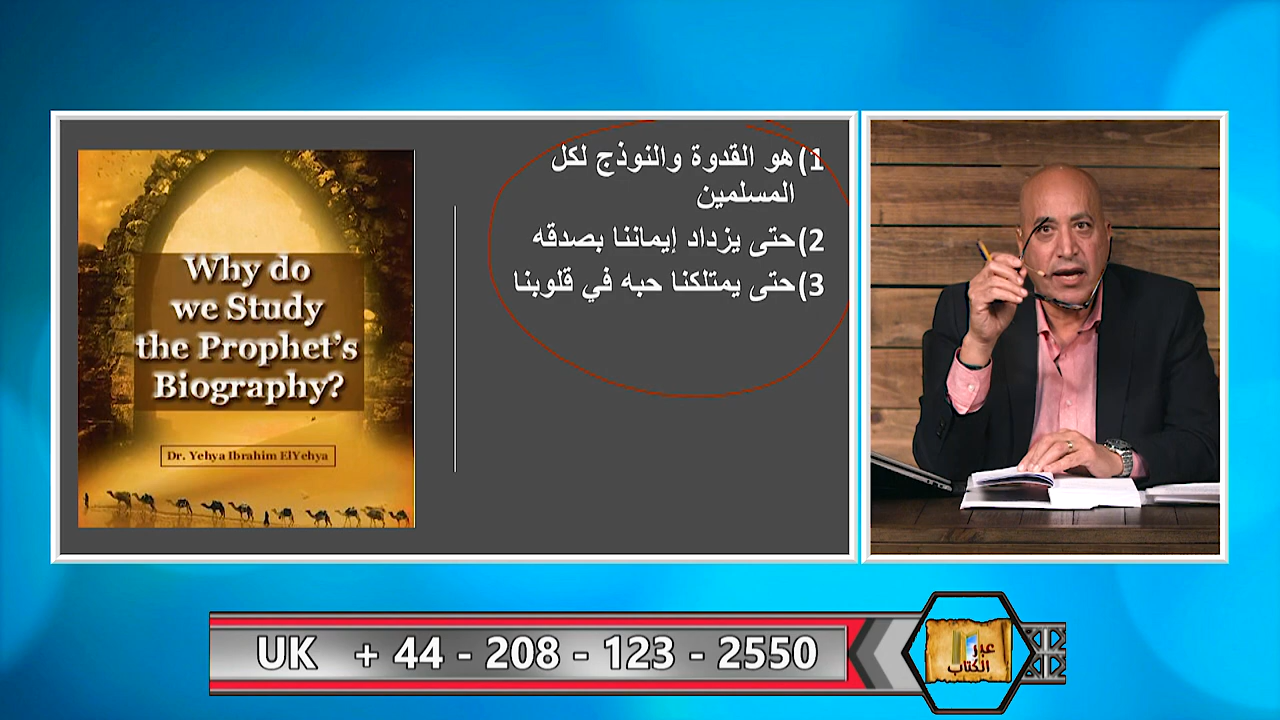 Why do
we Study
the Prophet's
Biography?
Dr. Yehya Ibrahim ElYehya
1) هو القدوة والنوذج لكل
المسلمين
2) حتى يزداد إيماننا بصدقه
3) حتى يمتلكنا حبه في قلوبنا
UK + 44 - 208 - 123 - 2550
عبر
الكتاب